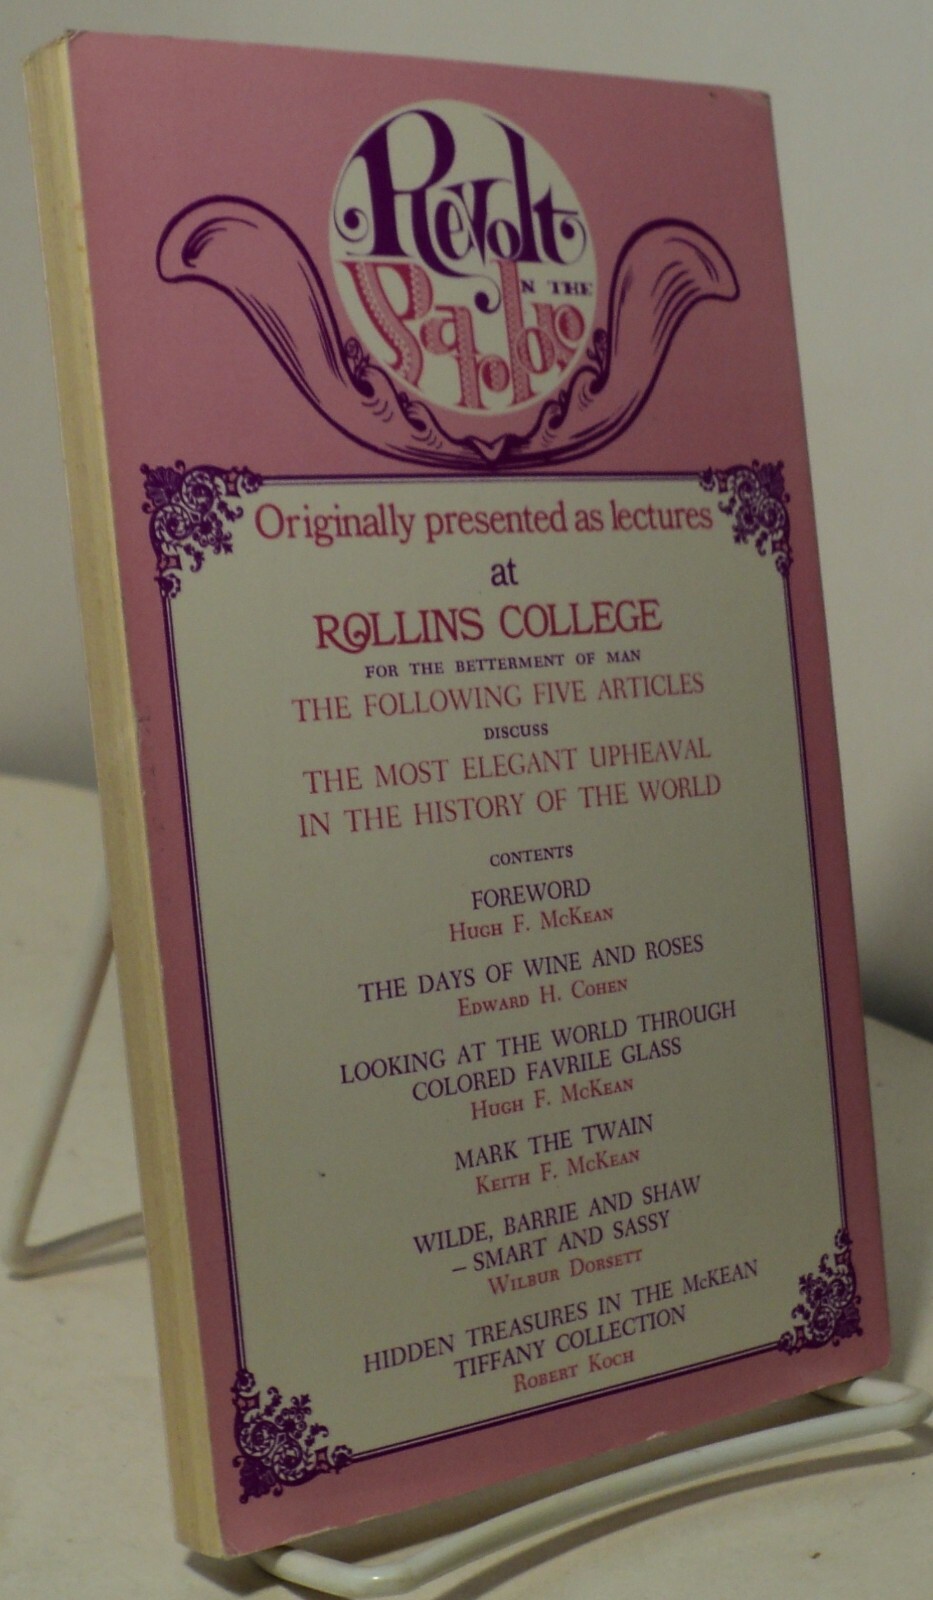 Revolt
IN THE
Parlor
Originally presented as lectures
at
ROLLINS COLLEGE
FOR THE BETTERMENT OF MAN
THE FOLLOWING FIVE ARTICLES
DISCUSS
THE MOST ELEGANT UPHEAVAL
IN THE HISTORY OF THE WORLD
CONTENTS
FOREWORD
HUGH F. MCKEAN
THE DAYS OF WINE AND ROSES
EDWARD H. COHEN
LOOKING AT THE WORLD THROUGH
COLORED FAVRILE GLASS
HUGH F. MCKEAN
MARK THE TWAIN
KEITH F. MCKEAN
WILDE, BARRIE AND SHAW
– SMART AND SASSY
WILBUR DORSETT
HIDDEN TREASURES IN THE McKEAN
TIFFANY COLLECTION
ROBERT KOCH